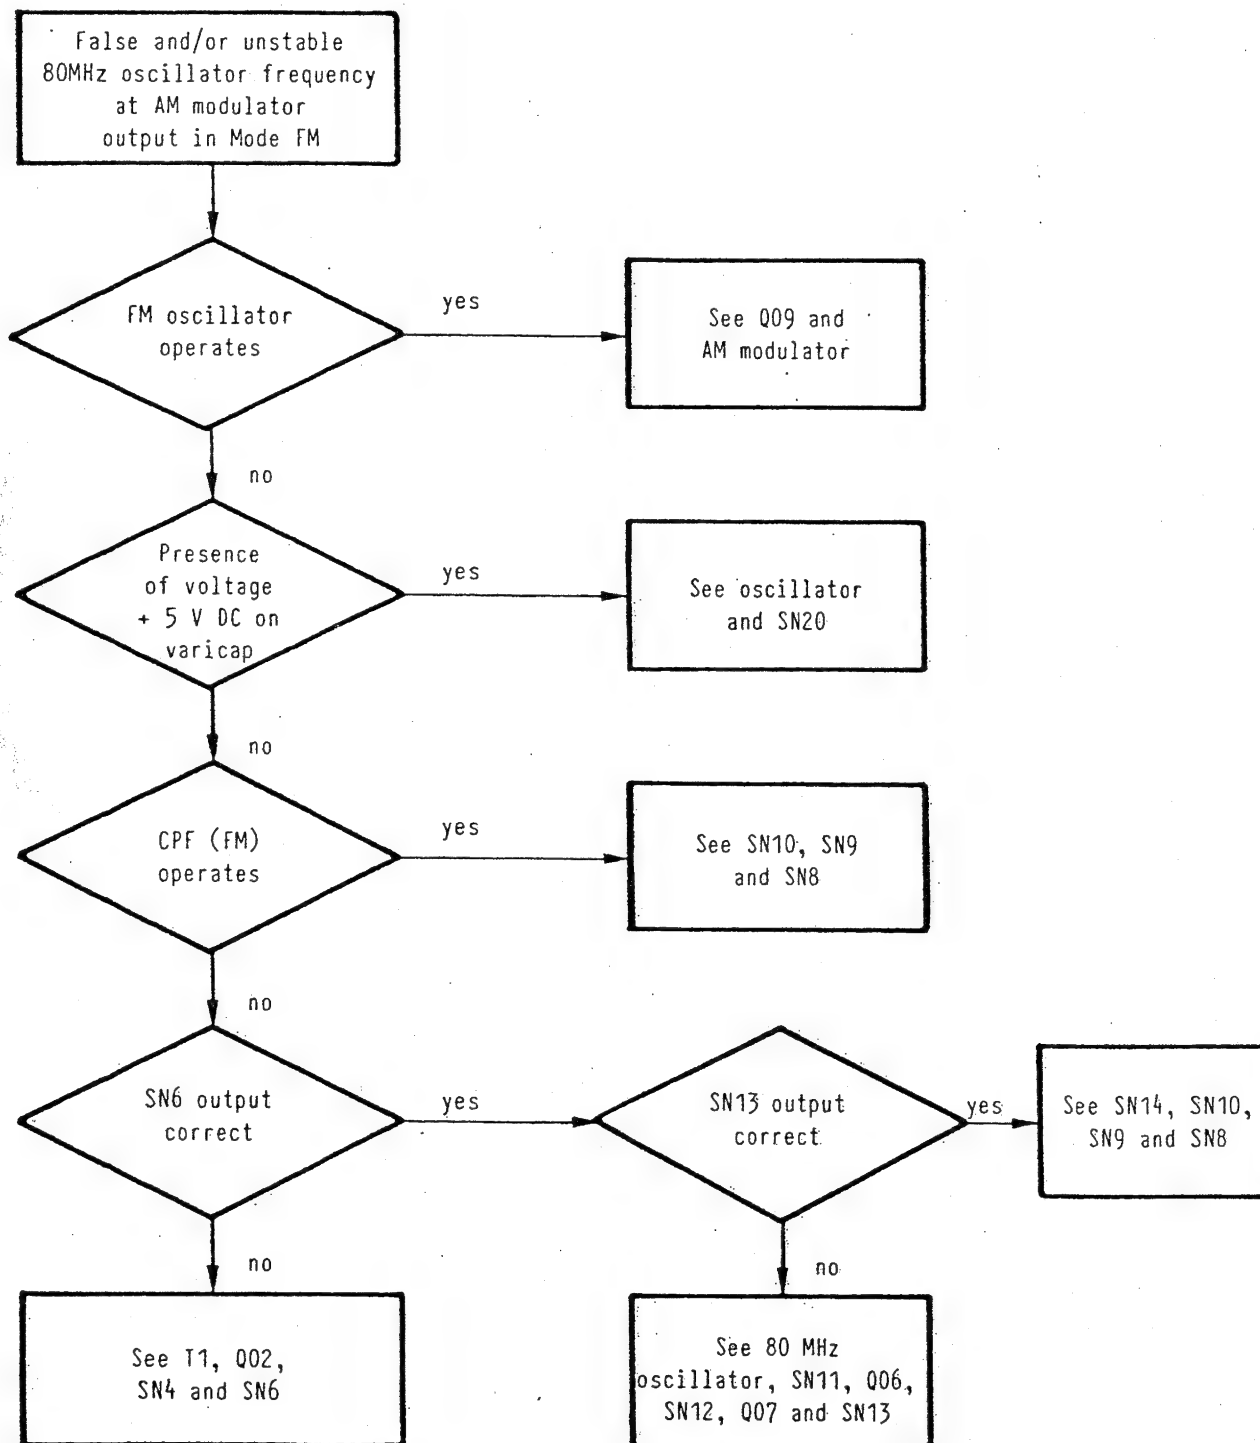 False and/or unstable
80MHz oscillator frequency
at AM modulator
output in Mode FM
FM oscillator
operates
yes
See Q09 and
AM modulator
no
Presence
of voltage
+ 5 V DC on
varicap
yes
See oscillator
and SN20
no
CPF (FM)
operates
yes
See SN10, SN9
and SN8
no
SN6 output
correct
yes
SN13 output
correct
yes
See SN14, SN10,
SN9 and SN8
no
See T1, Q02,
SN4 and SN6
no
See 80 MHz
oscillator, SN11, Q06,
SN12, Q07 and SN13